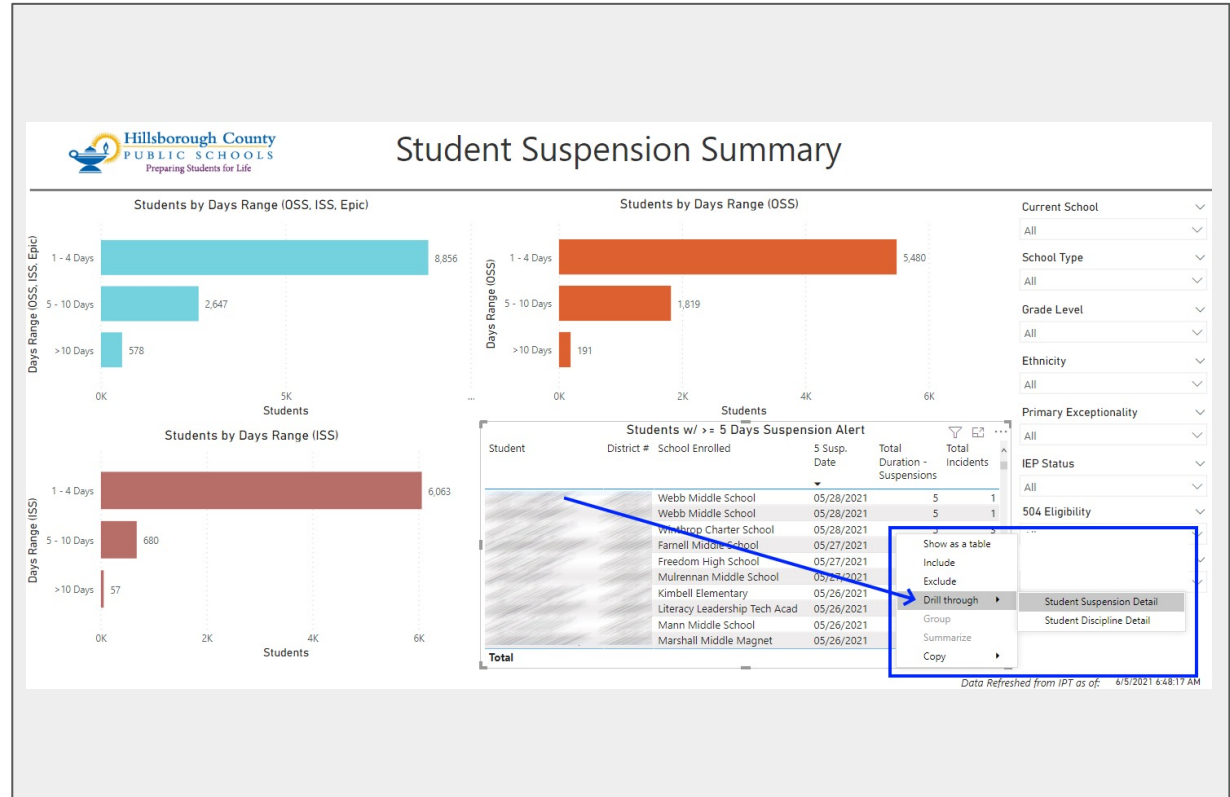 Hillsborough County
PUBLIC SCHOOLS
Preparing Students for Life
Student Suspension Summary
Students by Days Range (OSS, ISS, Epic)
Days Range (OSS, ISS, Epic)
1 - 4 Days 8,856
5 - 10 Days 2,647
>10 Days 578
0K 5K ...
Students
Students by Days Range (OSS)
Days Range (OSS)
1 - 4 Days 5,480
5 - 10 Days 1,819
>10 Days 191
0K 2K 4K 6K
Students
Students by Days Range (ISS)
Days Range (ISS)
1 - 4 Days 6,063
5 - 10 Days 680
>10 Days 57
0K 2K 4K 6K
Students
Students w/ >= 5 Days Suspension Alert
Student District # School Enrolled 5 Susp. Date Total Duration - Suspensions Total Incidents
Webb Middle School 05/28/2021 5 1
Webb Middle School 05/28/2021 5 1
Winthrop Charter School 05/28/2021 5 3
Farnell Middle School 05/27/2021
Freedom High School 05/27/2021
Mulrennan Middle School 05/27/2021
Kimbell Elementary 05/26/2021
Literacy Leadership Tech Acad 05/26/2021
Mann Middle School 05/26/2021
Marshall Middle Magnet 05/26/2021
Total
Show as a table
Include
Exclude
Drill through
Group
Summarize
Copy
Student Suspension Detail
Student Discipline Detail
Current School
All
School Type
All
Grade Level
All
Ethnicity
All
Primary Exceptionality
All
IEP Status
All
504 Eligibility
Data Refreshed from IPT as of: 6/5/2021 6:48:17 AM